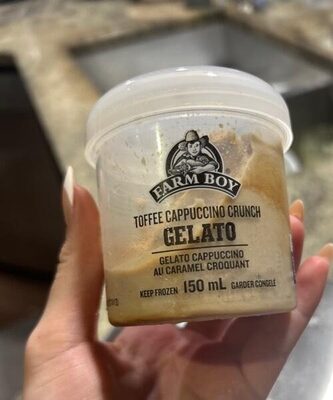 FARM BOY
TOFFEE CAPPUCCINO CRUNCH
GELATO
GELATO CAPPUCCINO
AU CARAMEL CROQUANT
KEEP FROZEN 150 mL GARDER CONGELÉ